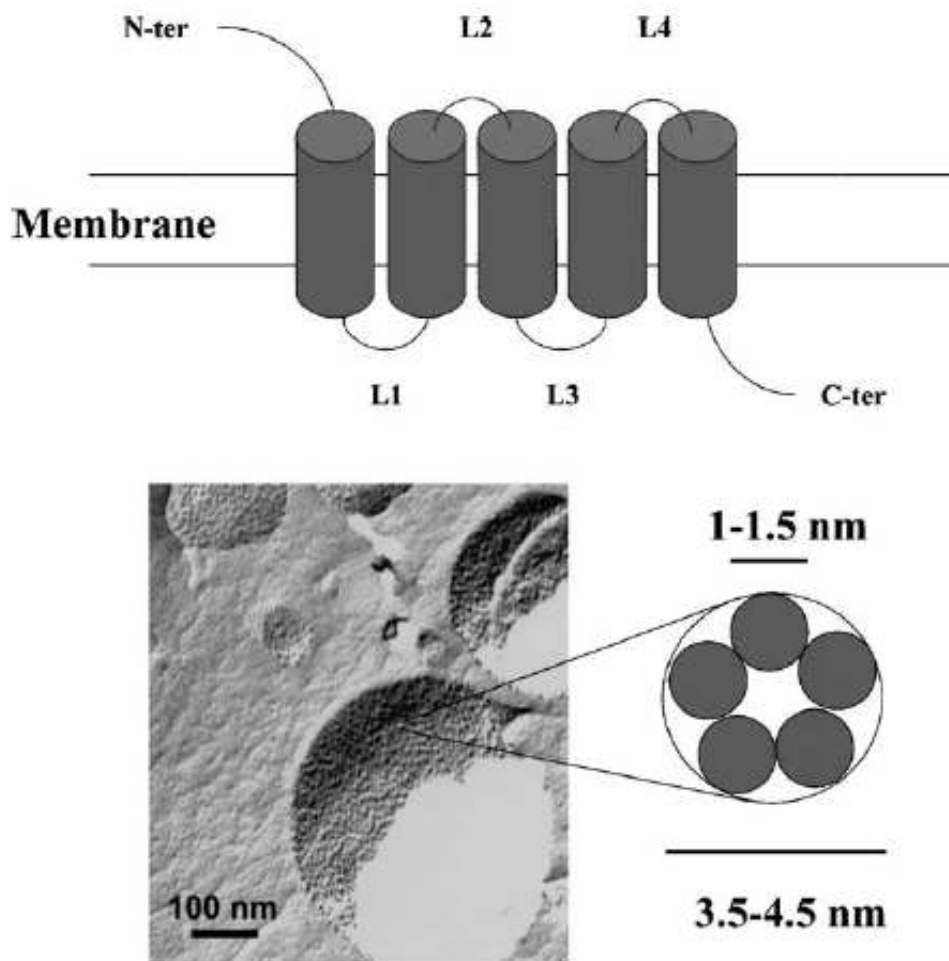 N-ter
L2
L4
Membrane
L1
L3
C-ter
1-1.5 nm
100 nm
3.5-4.5 nm